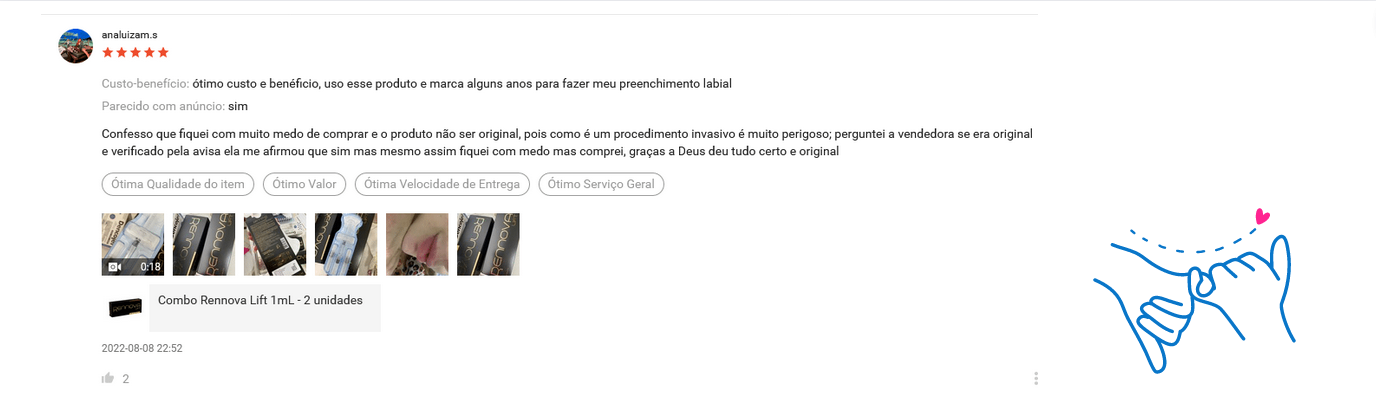 analuizam.s
Custo-benefício: ótimo custo e benéficio, uso esse produto e marca alguns anos para fazer meu preenchimento labial
Parecido com anúncio: sim
Confesso que fiquei com muito medo de comprar e o produto não ser original, pois como é um procedimento invasivo é muito perigoso; perguntei a vendedora se era original
e verificado pela avisa ela me afirmou que sim mas mesmo assim fiquei com medo mas comprei, graças a Deus deu tudo certo e original
Ótima Qualidade do item Ótimo Valor Ótima Velocidade de Entrega Ótimo Serviço Geral
0:18
Combo Rennova Lift 1mL - 2 unidades
2022-08-08 22:52
2